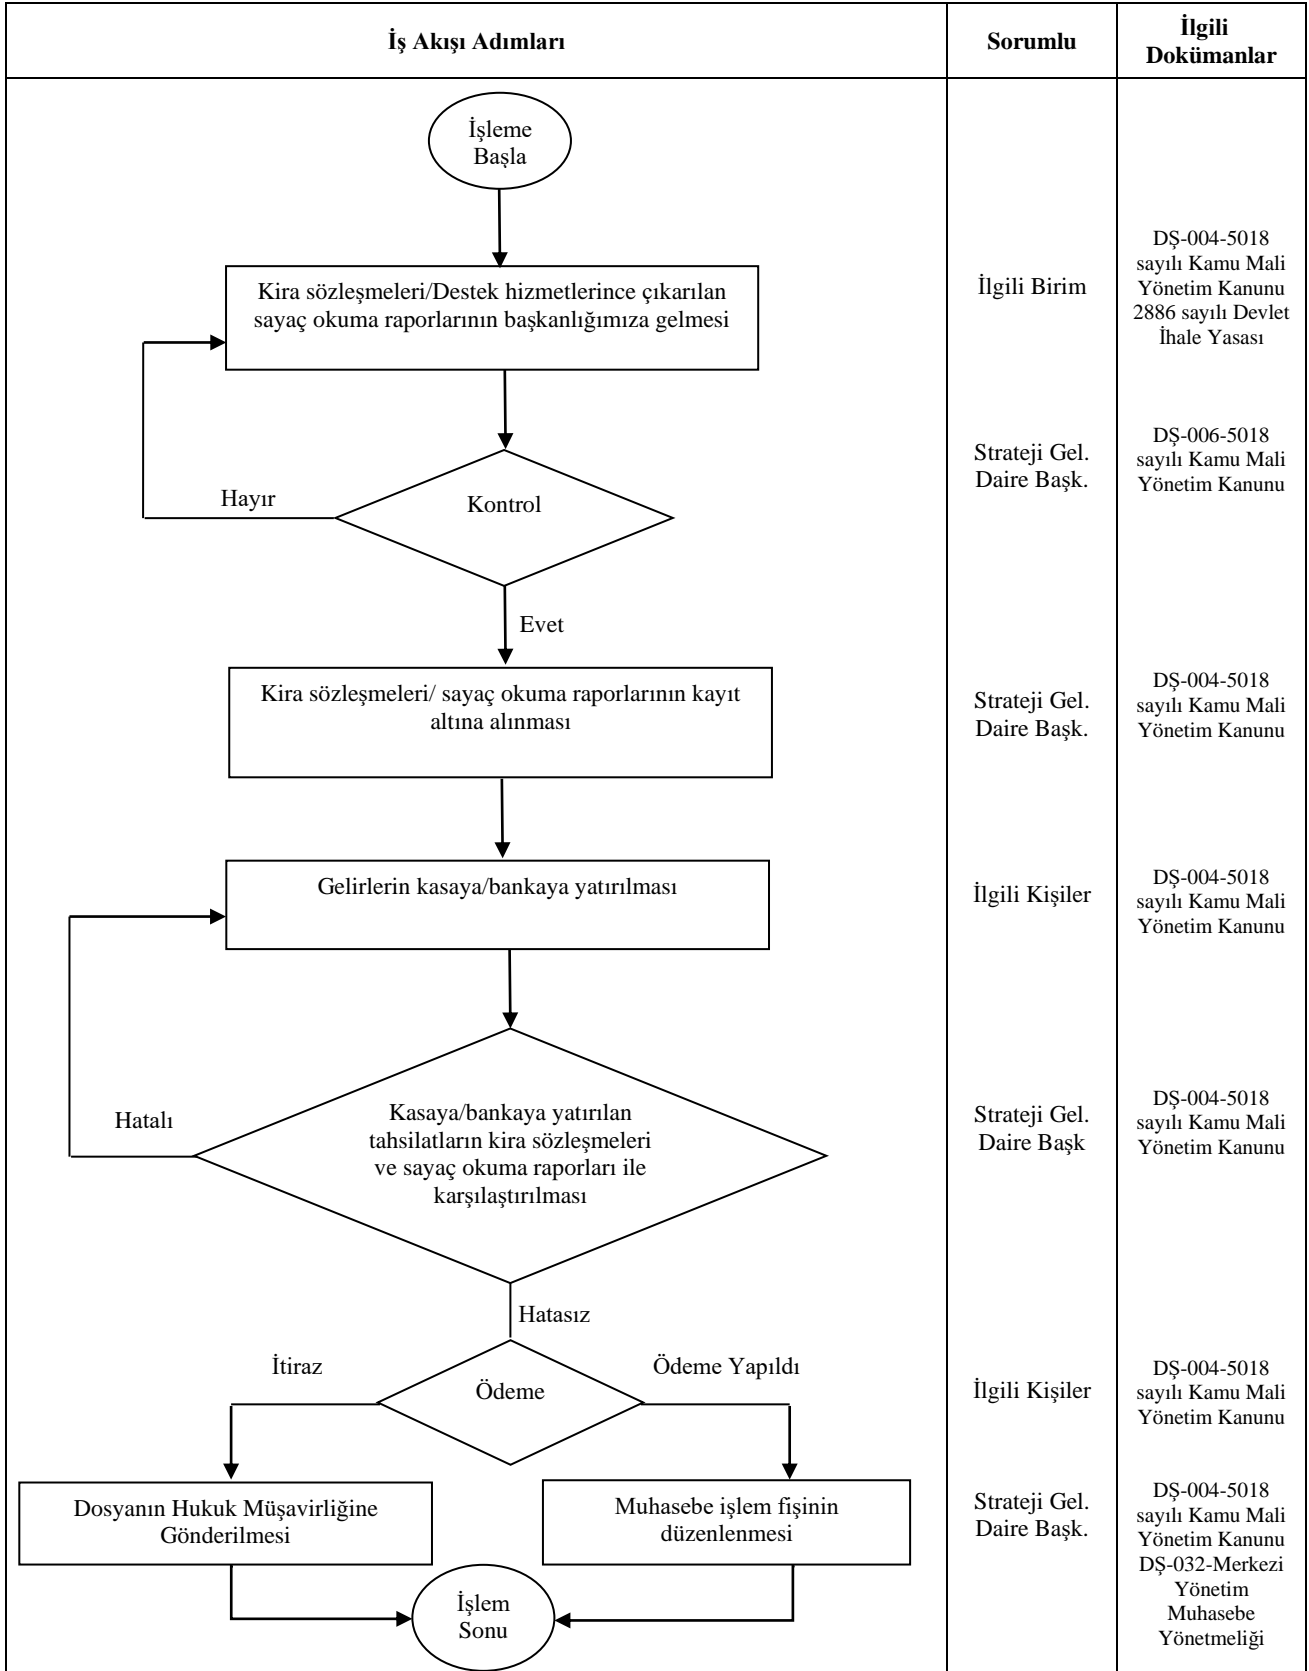 İş Akışı Adımları
Sorumlu
İlgili
Dokümanlar
İşleme
Başla
Kira sözleşmeleri/Destek hizmetlerince çıkarılan
sayaç okuma raporlarının başkanlığımıza gelmesi
İlgili Birim
DŞ-004-5018
sayılı Kamu Mali
Yönetim Kanunu
2886 sayılı Devlet
İhale Yasası
Hayır
Kontrol
Strateji Gel.
Daire Başk.
DŞ-006-5018
sayılı Kamu Mali
Yönetim Kanunu
Evet
Kira sözleşmeleri/ sayaç okuma raporlarının kayıt
altına alınması
Strateji Gel.
Daire Başk.
DŞ-004-5018
sayılı Kamu Mali
Yönetim Kanunu
Gelirlerin kasaya/bankaya yatırılması
İlgili Kişiler
DŞ-004-5018
sayılı Kamu Mali
Yönetim Kanunu
Hatalı
Kasaya/bankaya yatırılan
tahsilatların kira sözleşmeleri
ve sayaç okuma raporları ile
karşılaştırılması
Strateji Gel.
Daire Başk
DŞ-004-5018
sayılı Kamu Mali
Yönetim Kanunu
Hatasız
İtiraz
Ödeme
Ödeme Yapıldı
İlgili Kişiler
DŞ-004-5018
sayılı Kamu Mali
Yönetim Kanunu
Dosyanın Hukuk Müşavirliğine
Gönderilmesi
Muhasebe işlem fişinin
düzenlenmesi
Strateji Gel.
Daire Başk.
DŞ-004-5018
sayılı Kamu Mali
Yönetim Kanunu
DŞ-032-Merkezi
Yönetim
Muhasebe
Yönetmeliği
İşlem
Sonu